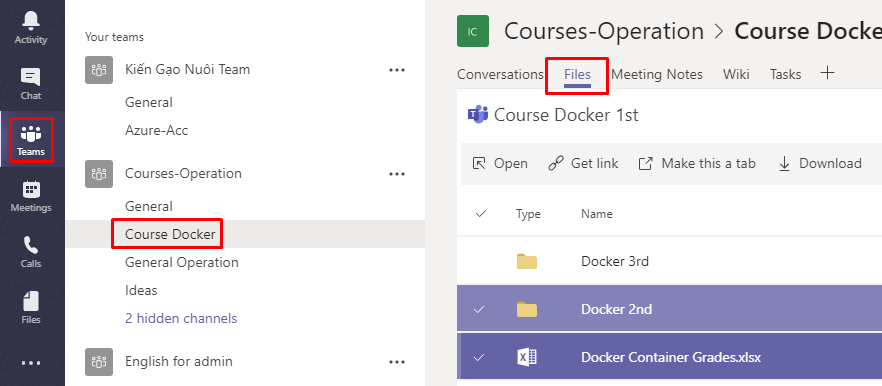 Activity
Chat
Teams
Meetings
Calls
Files
Your teams
Kiến Gạo Nuôi Team
General
Azure-Acc
Courses-Operation
General
Course Docker
General Operation
Ideas
2 hidden channels
English for admin
IC Courses-Operation > Course Docke
Conversations Files Meeting Notes Wiki Tasks
Course Docker 1st
Open Get link Make this a tab Download
Type Name
Docker 3rd
Docker 2nd
Docker Container Grades.xlsx